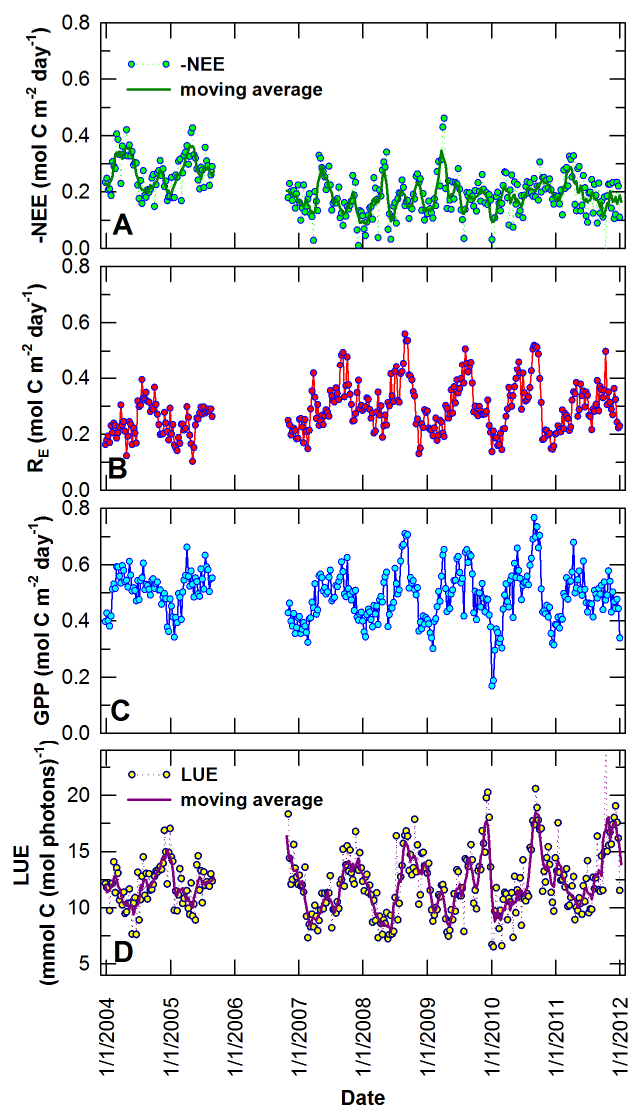 0.8
0.6
0.4
0.2
0.0
-NEE (mol C m-2 day-1)
-NEE
moving average
A
0.8
0.6
0.4
0.2
0.0
RE (mol C m-2 day-1)
B
0.8
0.6
0.4
0.2
0.0
GPP (mol C m-2 day-1)
C
20
15
10
5
LUE
(mmol C (mol photons)-1)
LUE
moving average
D
1/1/2004
1/1/2005
1/1/2006
1/1/2007
1/1/2008
1/1/2009
1/1/2010
1/1/2011
1/1/2012
Date